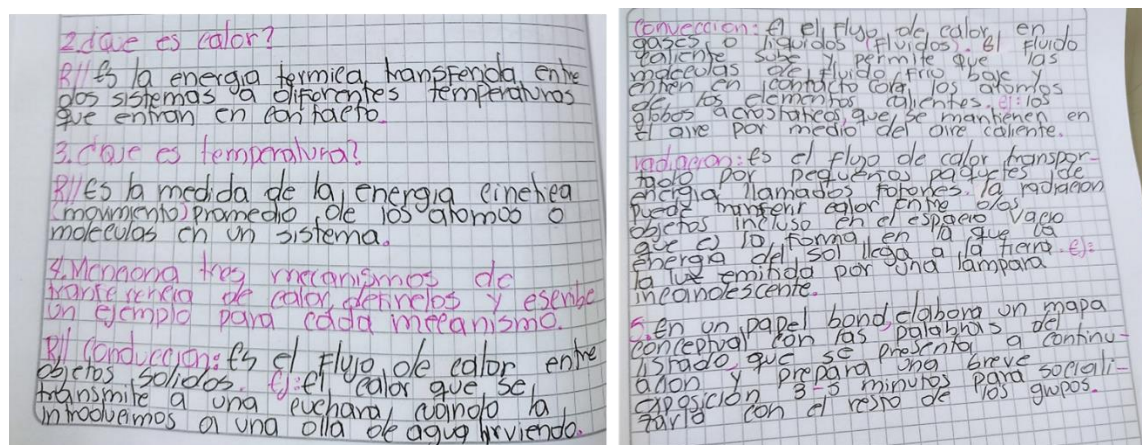 2.¿que es calor?
R// Es la energia termica transferida entre
dos sistemas a diferentes temperaturas
que entran en contacto.
3.¿que es temperatura?
R// Es la medida de la energia cinetica
(movimiento) promedio de los atomos o
moleculas en un sistema.
4.Menciona tres mecanismos de
transferencia de calor, definelos y escribe
un ejemplo para cada mecanismo.
R// Conduccion: Es el flujo de calor entre
objetos solidos. Ej: el calor que se
transmite a una cuchara cuando la
introducimos a una olla de agua hirviendo.
Conveccion: Es el flujo de calor en
gases o liquidos (fluidos). El fluido
caliente sube y permite que las
moleculas de fluido frio baje y
entren en contacto con los atomos
de los elementos calientes. ej: los
globos acrostaticos, que se mantienen en
el aire por medio del aire caliente.
radiacion: Es el flujo de calor transpor-
tado por pequeños paquetes de
energia llamados fotones. la radiacion
puede transferir calor entre dos
objetos incluso en el espacio vacio
que es la forma en la que la
energia del sol llega a la tierra. Ej:
la luz emitida por una lampara
incandescente.
5. En un papel bond, elabora un mapa
conceptual con las palabras del
listado que se presenta a continu-
acion y prepara una breve
exposición 3-5 minutos para sociali-
zarlo con el resto de los grupos.